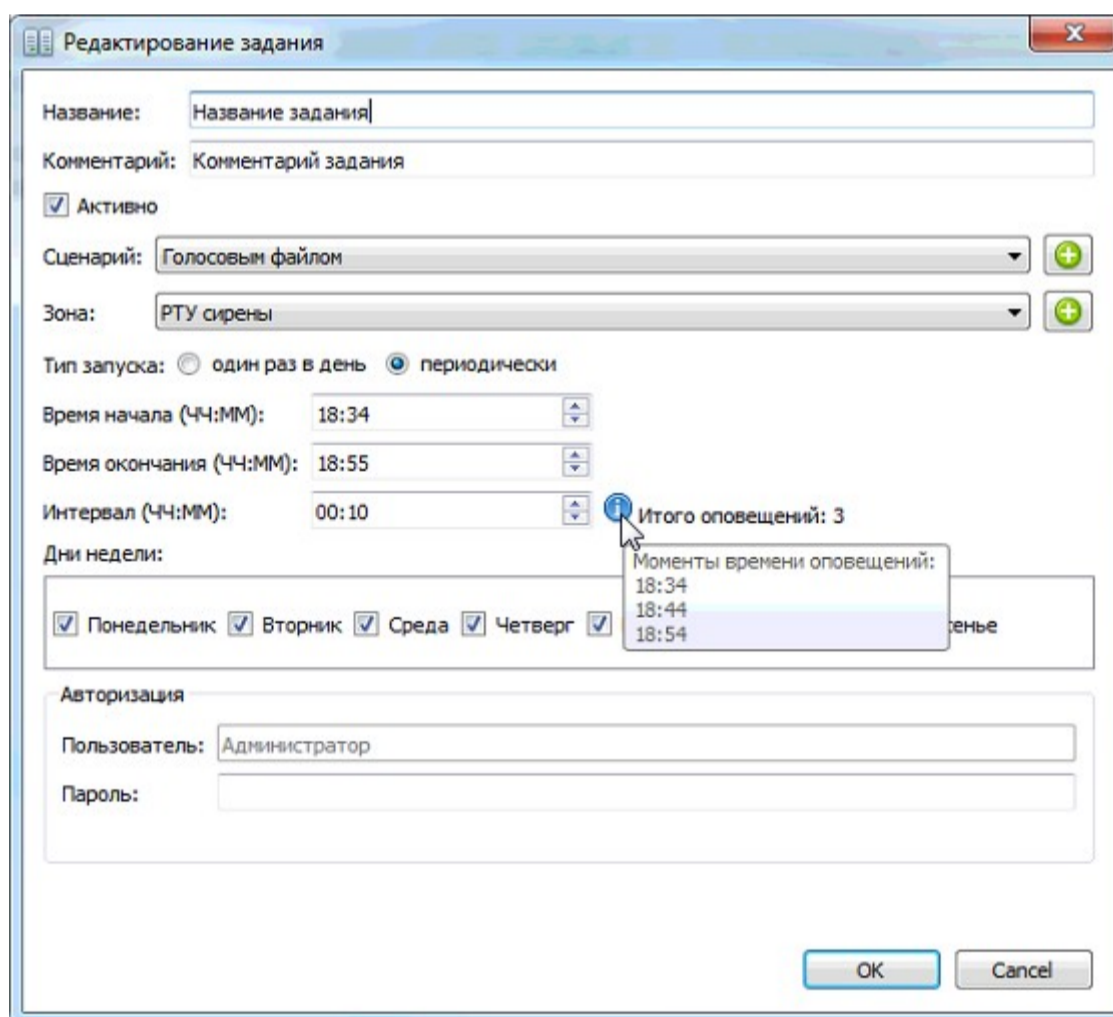 Редактирование задания
Название: Название задания
Комментарий: Комментарий задания
Активно
Сценарий: Голосовым файлом
Зона: РТУ сирены
Тип запуска: один раз в день периодически
Время начала (ЧЧ:ММ): 18:34
Время окончания (ЧЧ:ММ): 18:55
Интервал (ЧЧ:ММ): 00:10 Итого оповещений: 3
Дни недели:
Моменты времени оповещений:
18:34
18:44
18:54
Понедельник Вторник Среда Четверг сенье
Авторизация
Пользователь: Администратор
Пароль:
OK Cancel